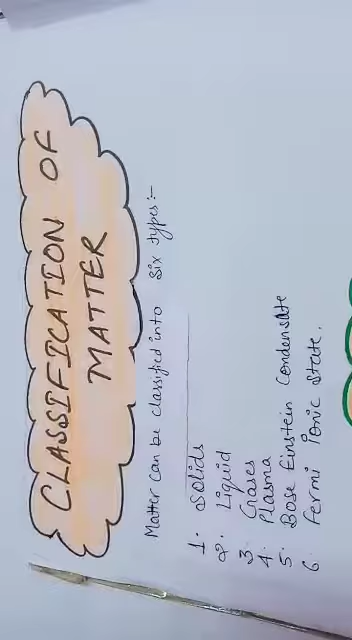 CLASSIFICATION OF
MATTER
Matter can be classified into six types:-
1. Solids
2. Liquid
3. Gases
4. Plasma
5. Bose Einstein Condensate
6. Fermi Ionic State.